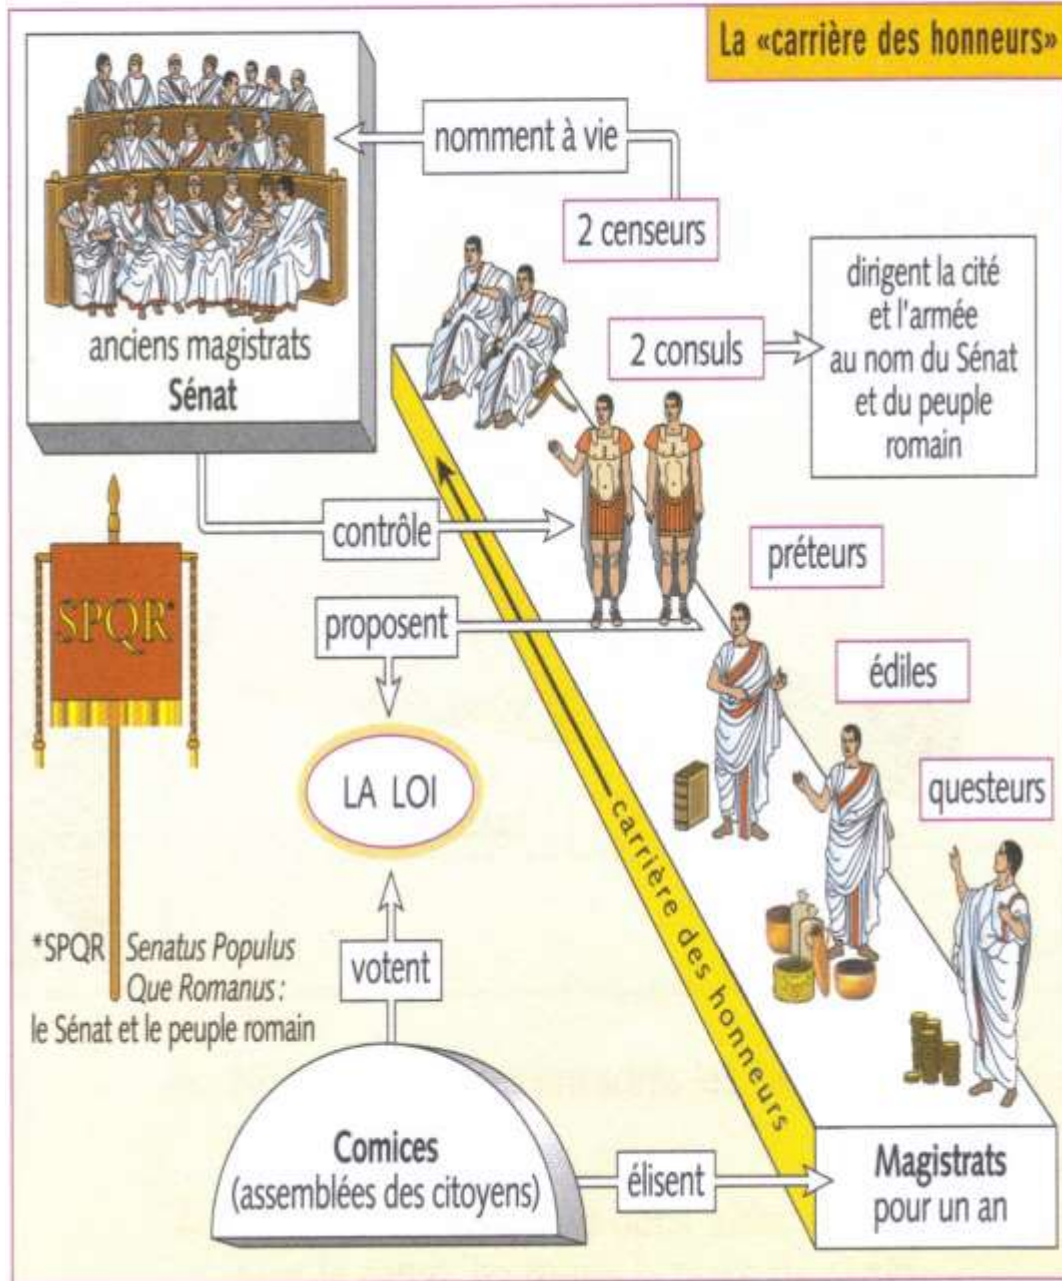 La «carrière des honneurs»
nomment à vie
2 censeurs
anciens magistrats
Sénat
2 consuls
dirigent la cité
et l'armée
au nom du Sénat
et du peuple
romain
contrôle
préteurs
proposent
SPQR*
édiles
LA LOI
questeurs
carrière des honneurs
*SPQR Senatus Populus
Que Romanus :
le Sénat et le peuple romain
votent
Comices
(assemblées des citoyens)
élisent
Magistrats
pour un an